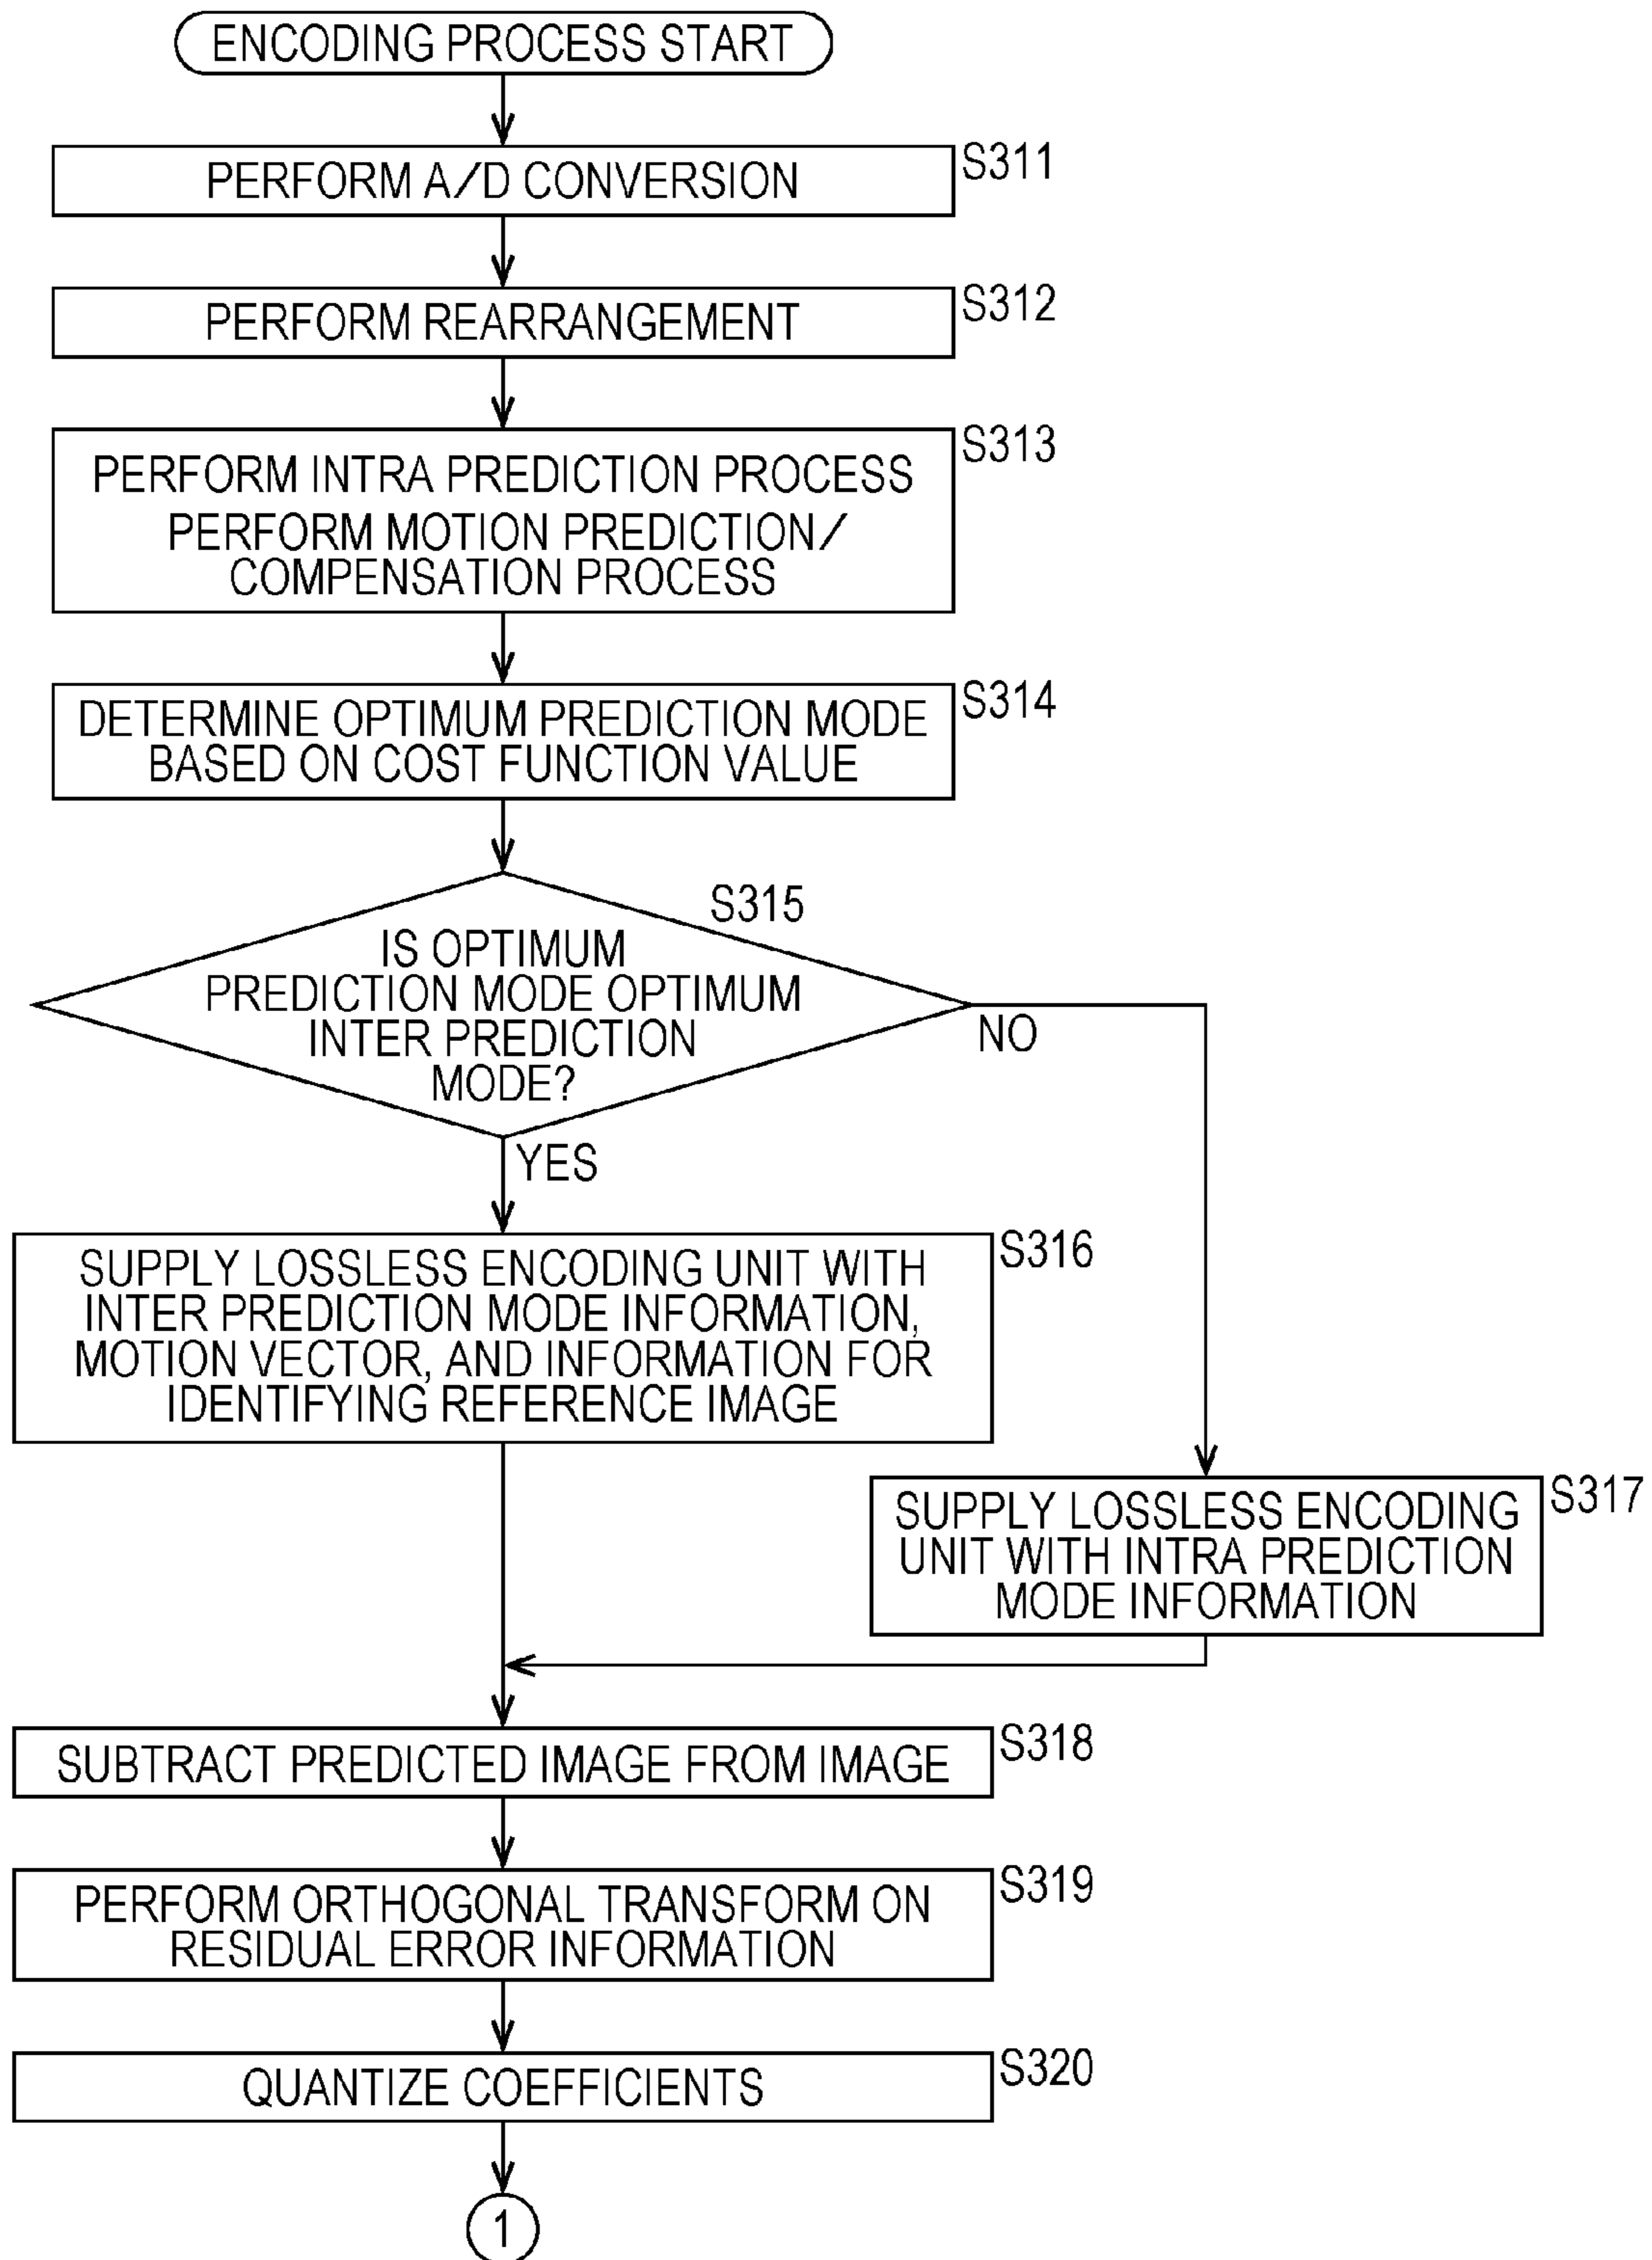 ENCODING PROCESS START
PERFORM A/D CONVERSION
S311
PERFORM REARRANGEMENT
S312
PERFORM INTRA PREDICTION PROCESS
PERFORM MOTION PREDICTION/
COMPENSATION PROCESS
S313
DETERMINE OPTIMUM PREDICTION MODE
BASED ON COST FUNCTION VALUE
S314
S315
IS OPTIMUM
PREDICTION MODE OPTIMUM
INTER PREDICTION
MODE?
NO
YES
SUPPLY LOSSLESS ENCODING UNIT WITH
INTER PREDICTION MODE INFORMATION,
MOTION VECTOR, AND INFORMATION FOR
IDENTIFYING REFERENCE IMAGE
S316
SUPPLY LOSSLESS ENCODING
UNIT WITH INTRA PREDICTION
MODE INFORMATION
S317
SUBTRACT PREDICTED IMAGE FROM IMAGE
S318
PERFORM ORTHOGONAL TRANSFORM ON
RESIDUAL ERROR INFORMATION
S319
QUANTIZE COEFFICIENTS
S320
1